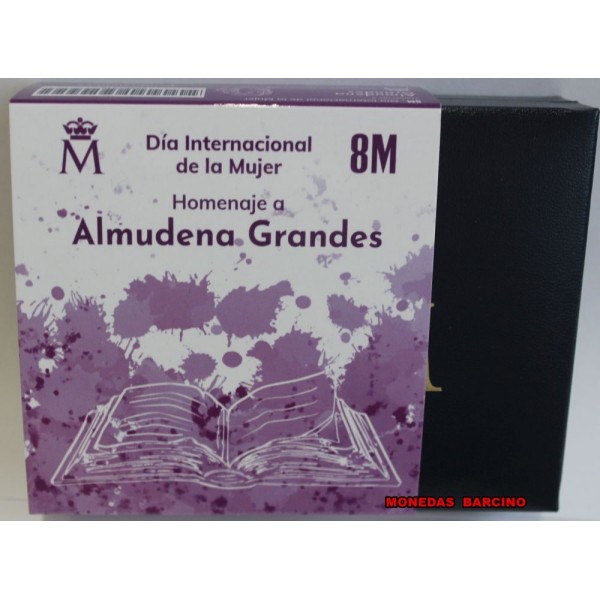 M
Día Internacional
de la Mujer
8M
Homenaje a
Almudena Grandes
MONEDAS BARCINO